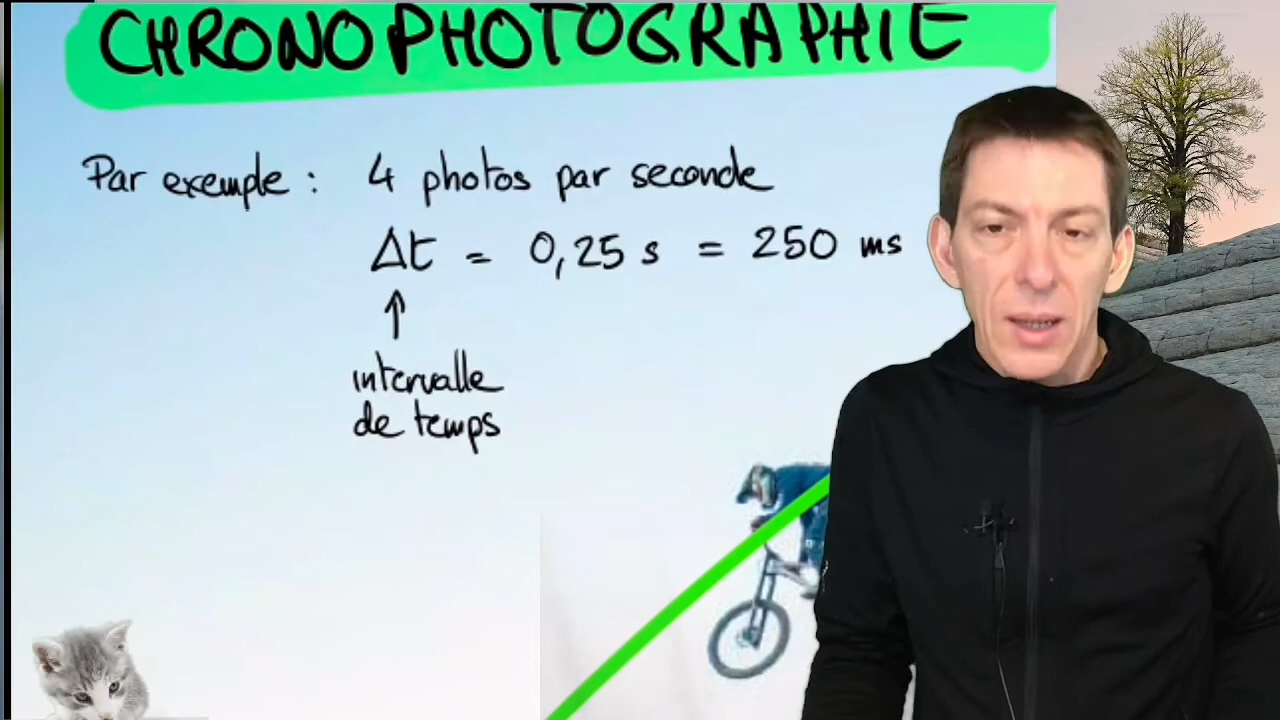 CHRONOPHOTOGRAPHIE
Par exemple : 4 photos par seconde
Δt = 0,25 s = 250 ms
↑
intervalle
de temps